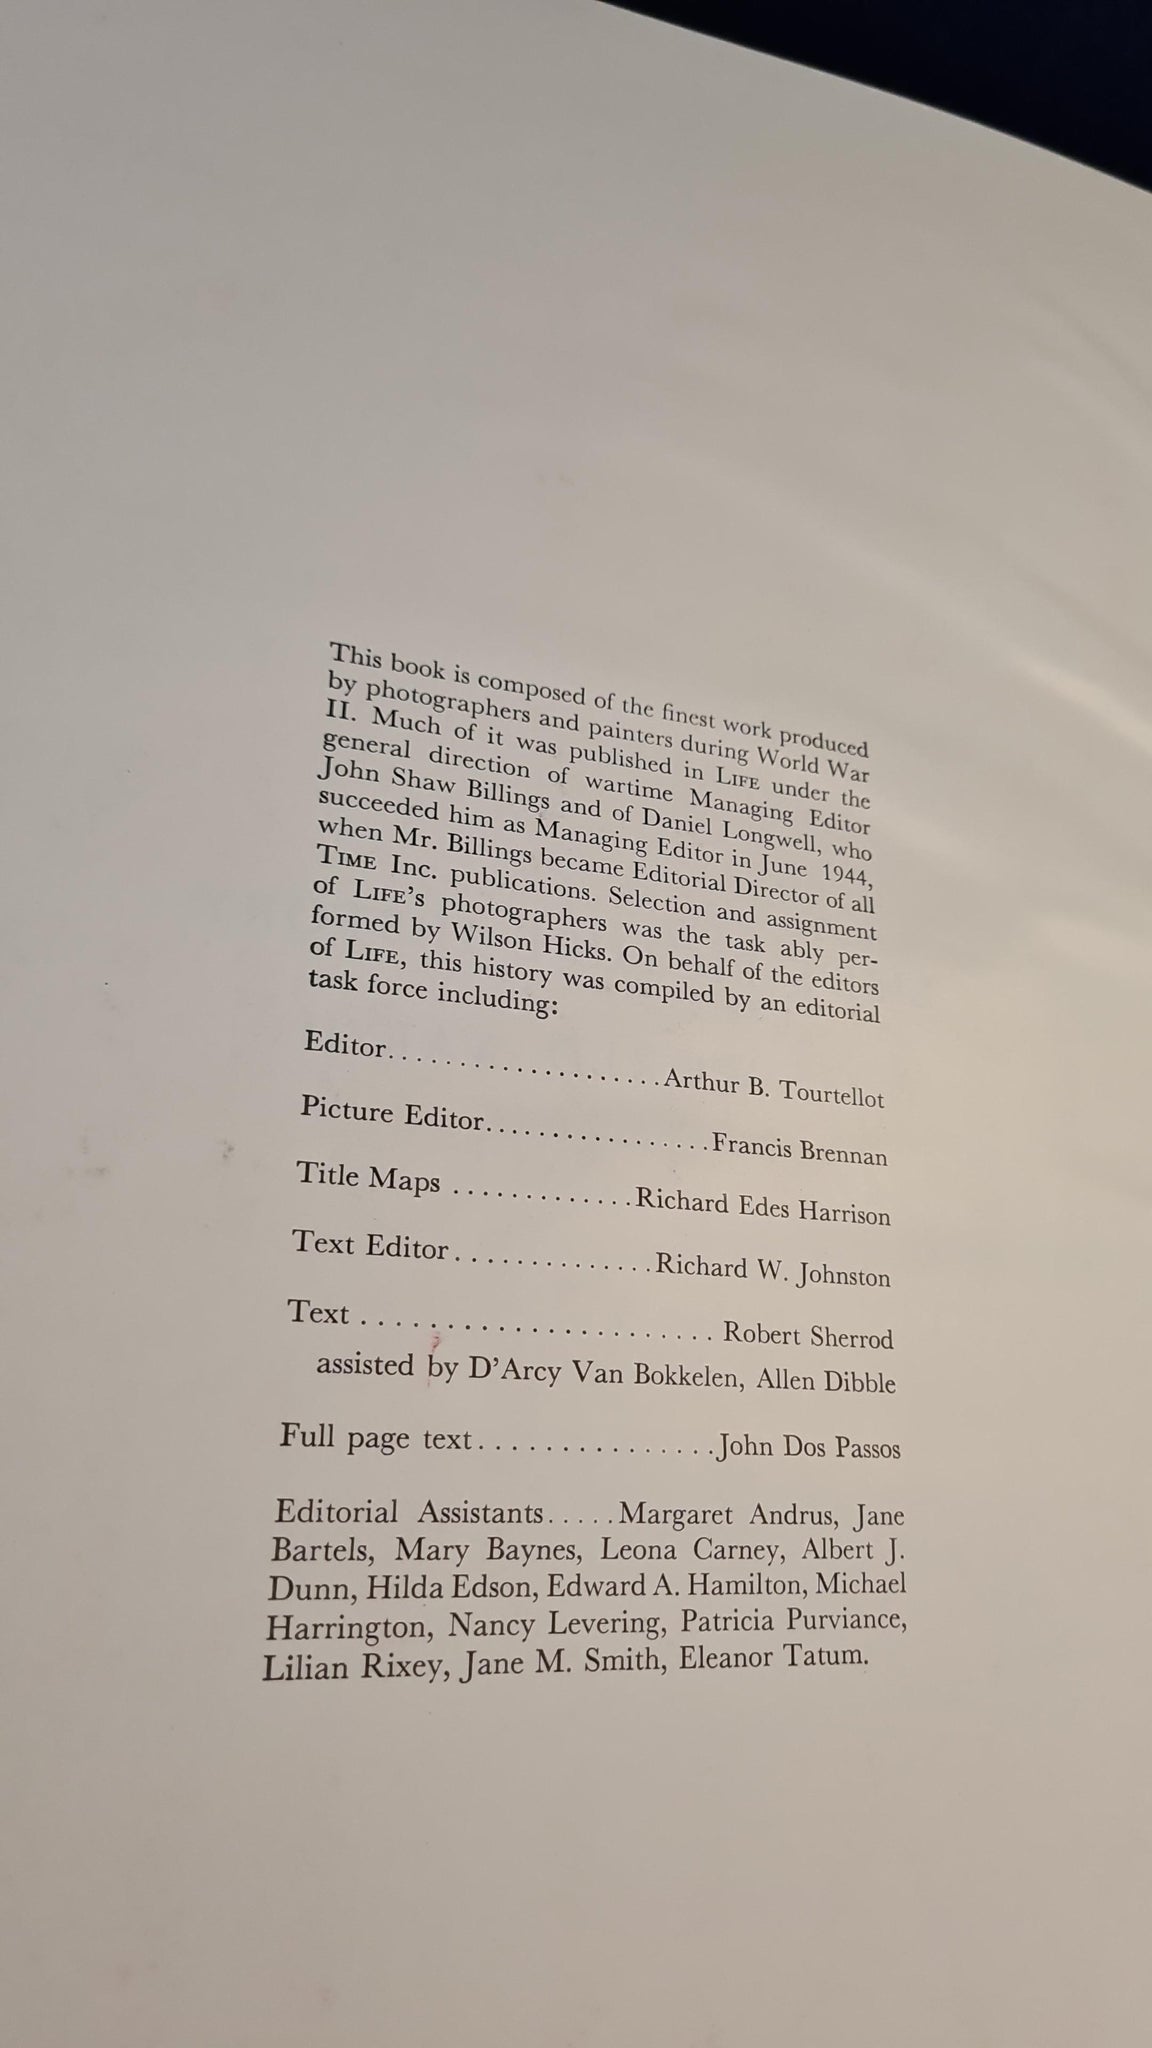 This book is composed of the finest work produced
by photographers and painters during World War
II. Much of it was published in LIFE under the
general direction of wartime Managing Editor
John Shaw Billings and of Daniel Longwell, who
succeeded him as Managing Editor in June 1944,
when Mr. Billings became Editorial Director of all
TIME Inc. publications. Selection and assignment
of LIFE's photographers was the task ably per-
formed by Wilson Hicks. On behalf of the editors
of LIFE, this history was compiled by an editorial
task force including:
Editor...................Arthur B. Tourtellot
Picture Editor.................Francis Brennan
Title Maps .............Richard Edes Harrison
Text Editor..............Richard W. Johnston
Text ....................... Robert Sherrod
assisted by D'Arcy Van Bokkelen, Allen Dibble
Full page text................John Dos Passos
Editorial Assistants.....Margaret Andrus, Jane
Bartels, Mary Baynes, Leona Carney, Albert J.
Dunn, Hilda Edson, Edward A. Hamilton, Michael
Harrington, Nancy Levering, Patricia Purviance,
Lilian Rixey, Jane M. Smith, Eleanor Tatum.